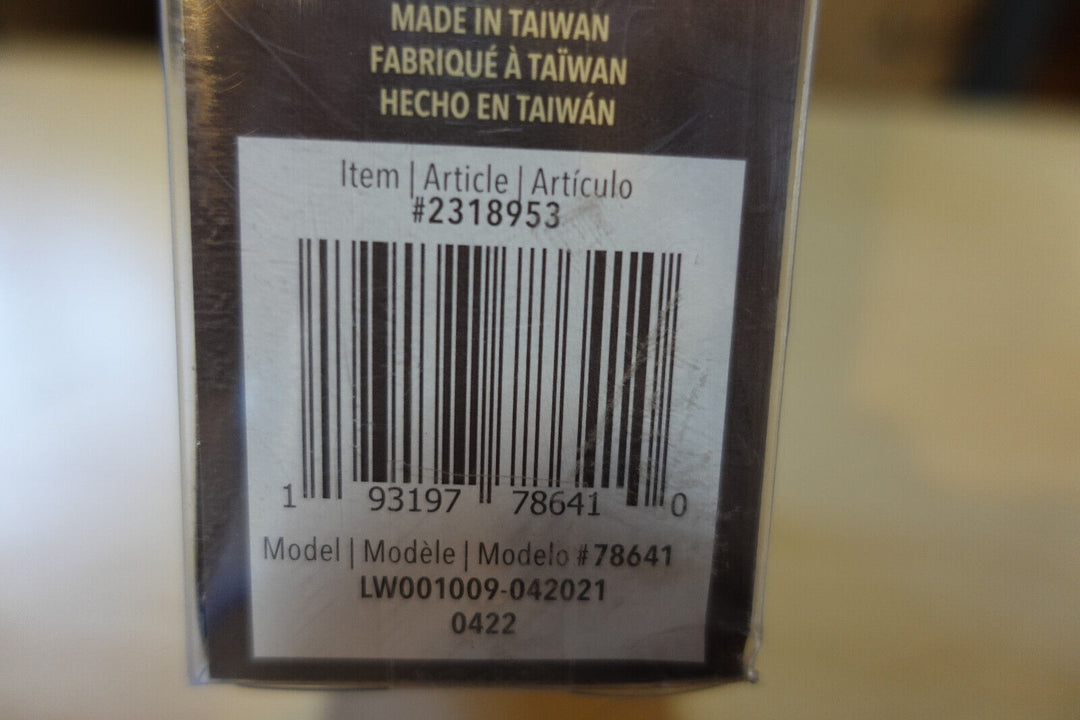 MADE IN TAIWAN
FABRIQUÉ À TAÏWAN
HECHO EN TAIWÁN
Item | Article | Artículo
#2318953
1 93197 78641 0
Model | Modèle | Modelo #78641
LW001009-042021
0422